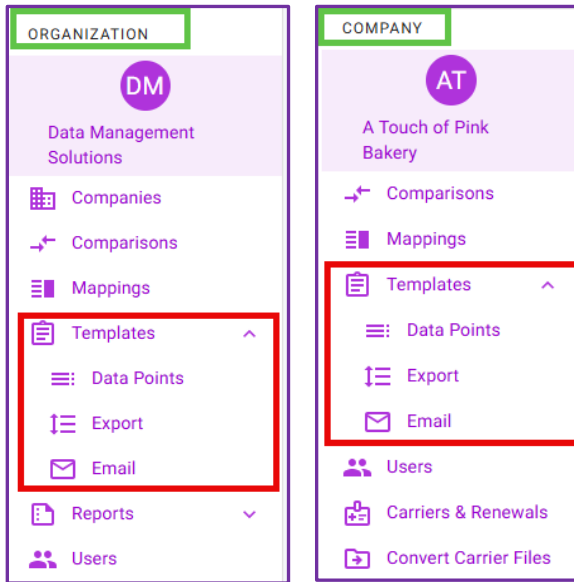 ORGANIZATION
DM
Data Management
Solutions
Companies
Comparisons
Mappings
Templates
Data Points
Export
Email
Reports
Users
COMPANY
AT
A Touch of Pink
Bakery
Comparisons
Mappings
Templates
Data Points
Export
Email
Users
Carriers & Renewals
Convert Carrier Files